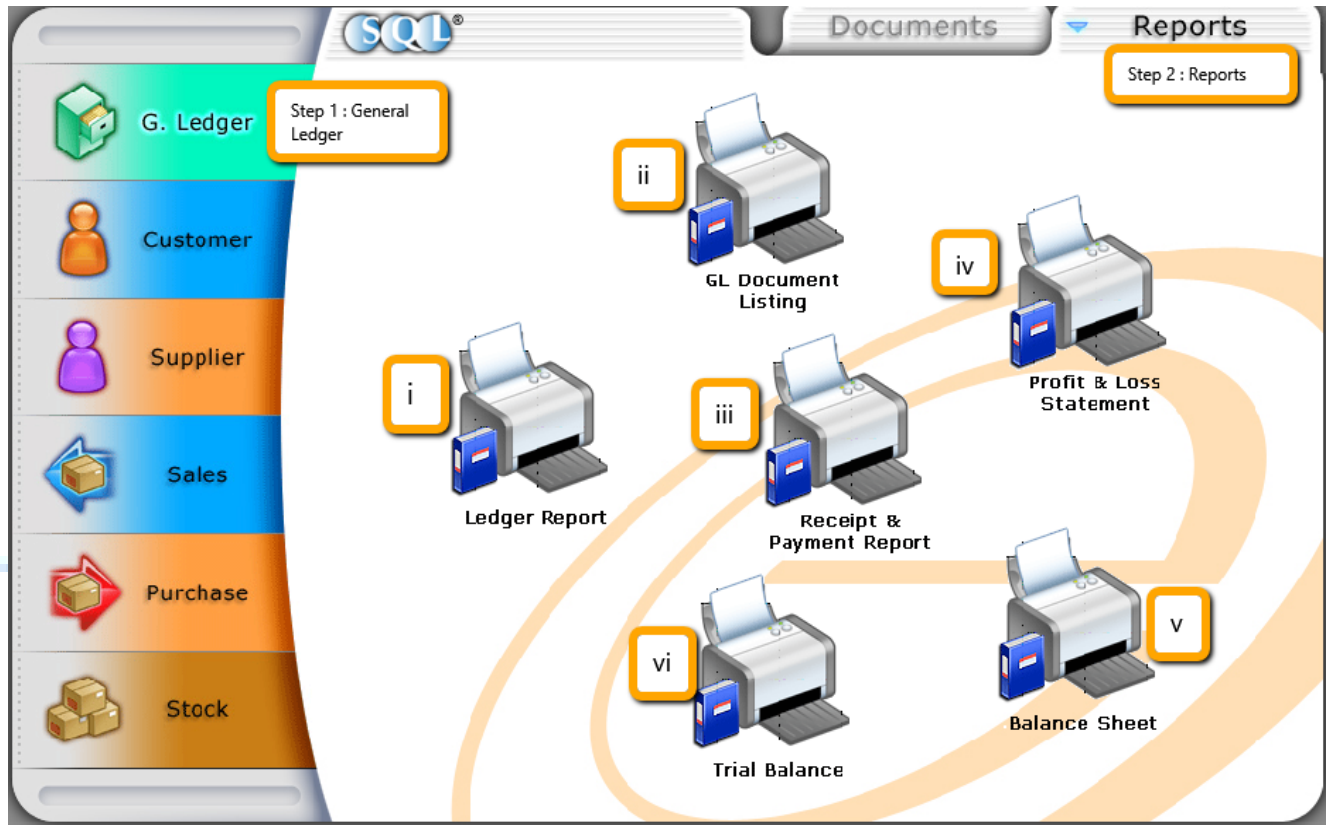 SQL®
Documents
Reports
Step 2 : Reports
G. Ledger
Step 1 : General
Ledger
Customer
Supplier
Sales
Purchase
Stock
ii
GL Document
Listing
iv
Profit & Loss
Statement
i
Ledger Report
iii
Receipt &
Payment Report
vi
Trial Balance
v
Balance Sheet